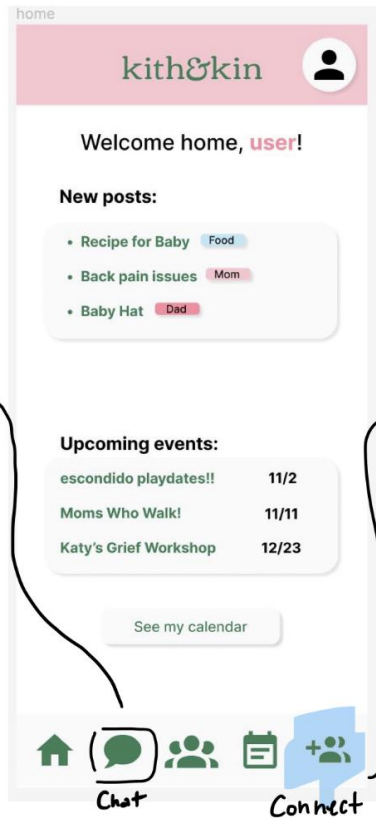 home
kith&kin
Welcome home, user!
New posts:
• Recipe for Baby Food
• Back pain issues Mom
• Baby Hat Dad
Upcoming events:
escondido playdates!! 11/2
Moms Who Walk! 11/11
Katy's Grief Workshop 12/23
See my calendar
Chat
Connect